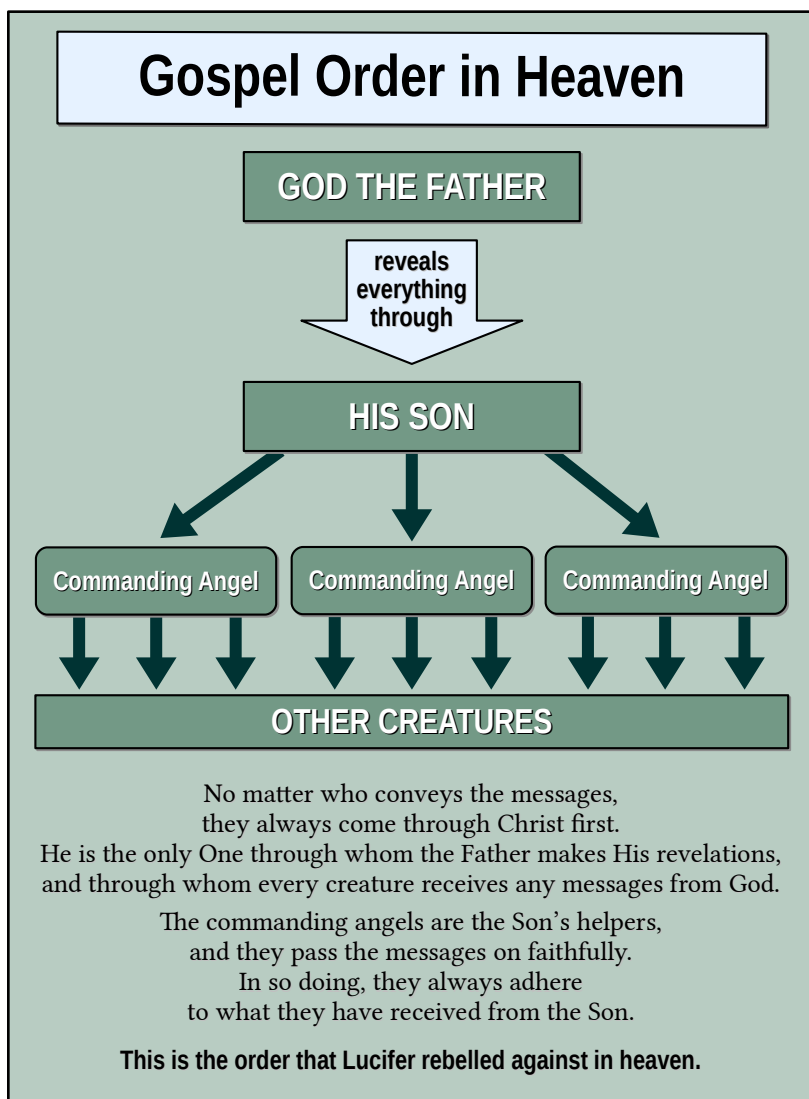 Gospel Order in Heaven
GOD THE FATHER
reveals
everything
through
HIS SON
Commanding Angel
Commanding Angel
Commanding Angel
OTHER CREATURES
No matter who conveys the messages,
they always come through Christ first.
He is the only One through whom the Father makes His revelations,
and through whom every creature receives any messages from God.
The commanding angels are the Son’s helpers,
and they pass the messages on faithfully.
In so doing, they always adhere
to what they have received from the Son.
This is the order that Lucifer rebelled against in heaven.